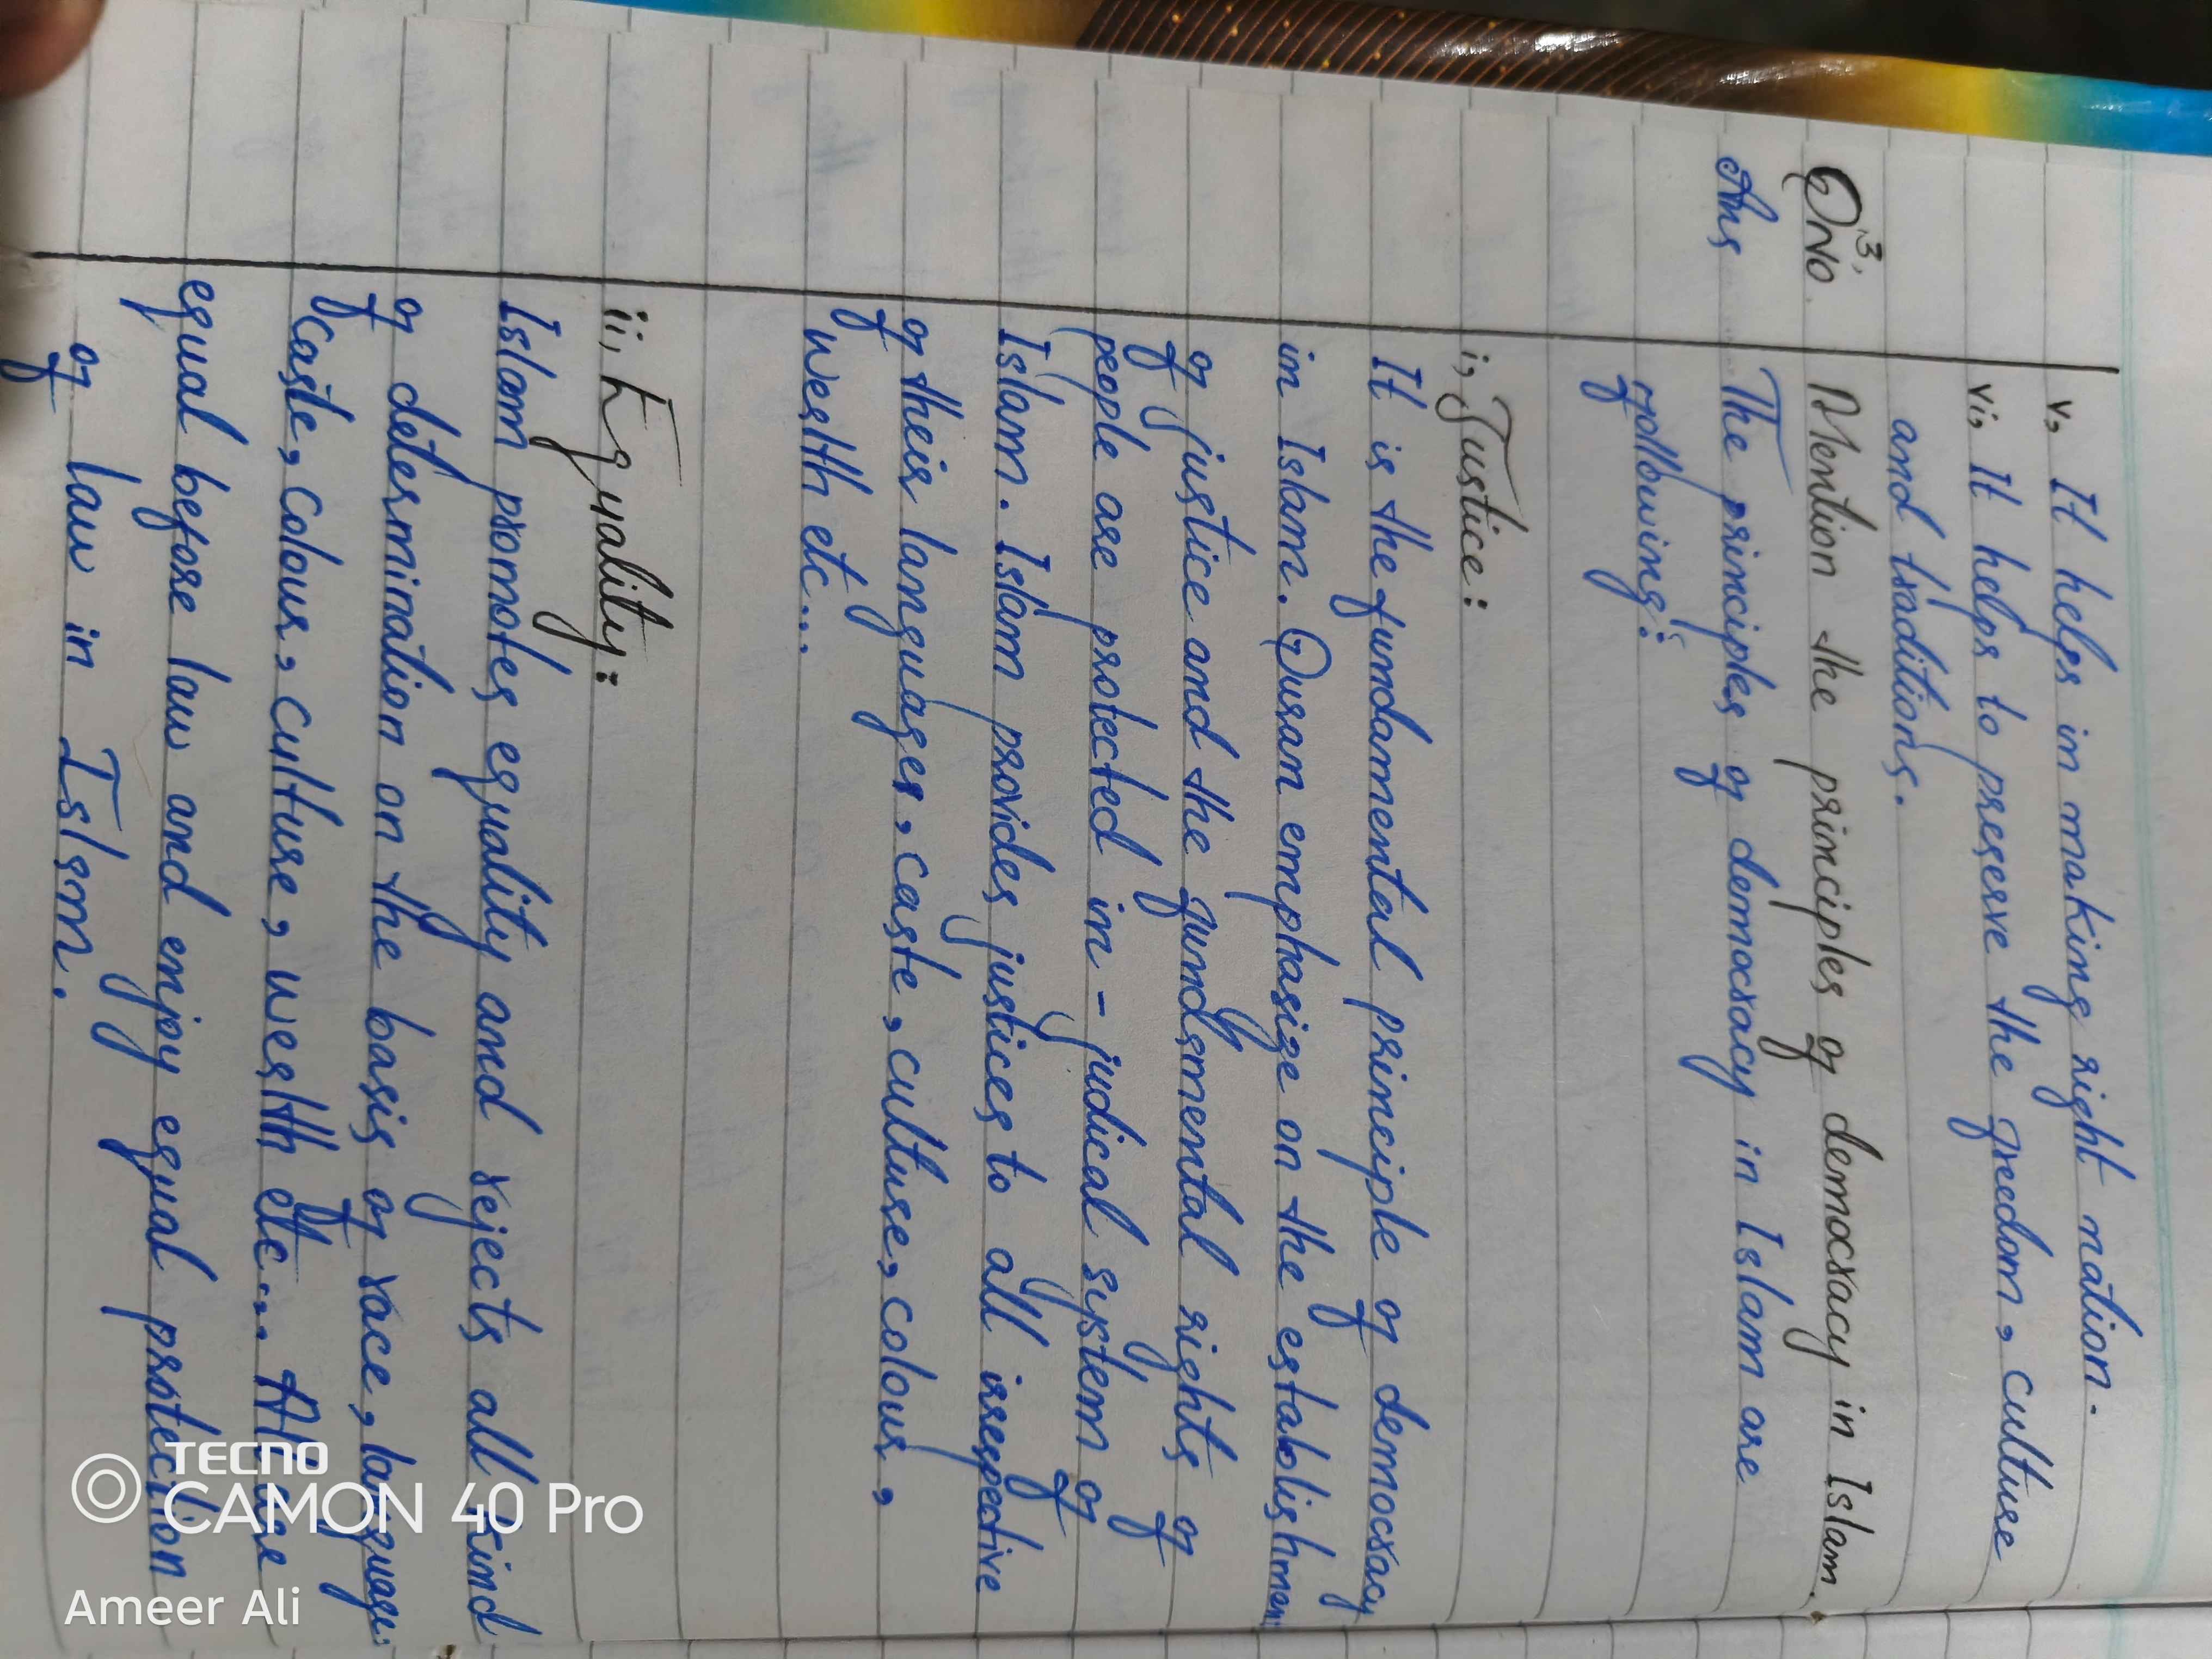 v, It helps in making right nation.
vi, It helps to preserve the freedom, culture
and traditions.
QNO 3, Mention the principles of democracy in Islam.
Ans The principles of democracy in Islam are
following:
i, Justice:
It is the fundamental principle of democracy
in Islam. Quran emphasize on the establishment
of justice and the fundamental rights of
people are protected in - judical system of
Islam. Islam provides justices to all irrespective
of their languages, caste, culture, colour,
wealth etc...
ii, Equality:
Islam promotes equality and rejects all kind
of determination on the basis of race, language,
caste, colour, culture, wealth etc... All are
equal before law and enjoy equal protection
of law in Islam.
TECNO
CAMON 40 Pro
Ameer Ali